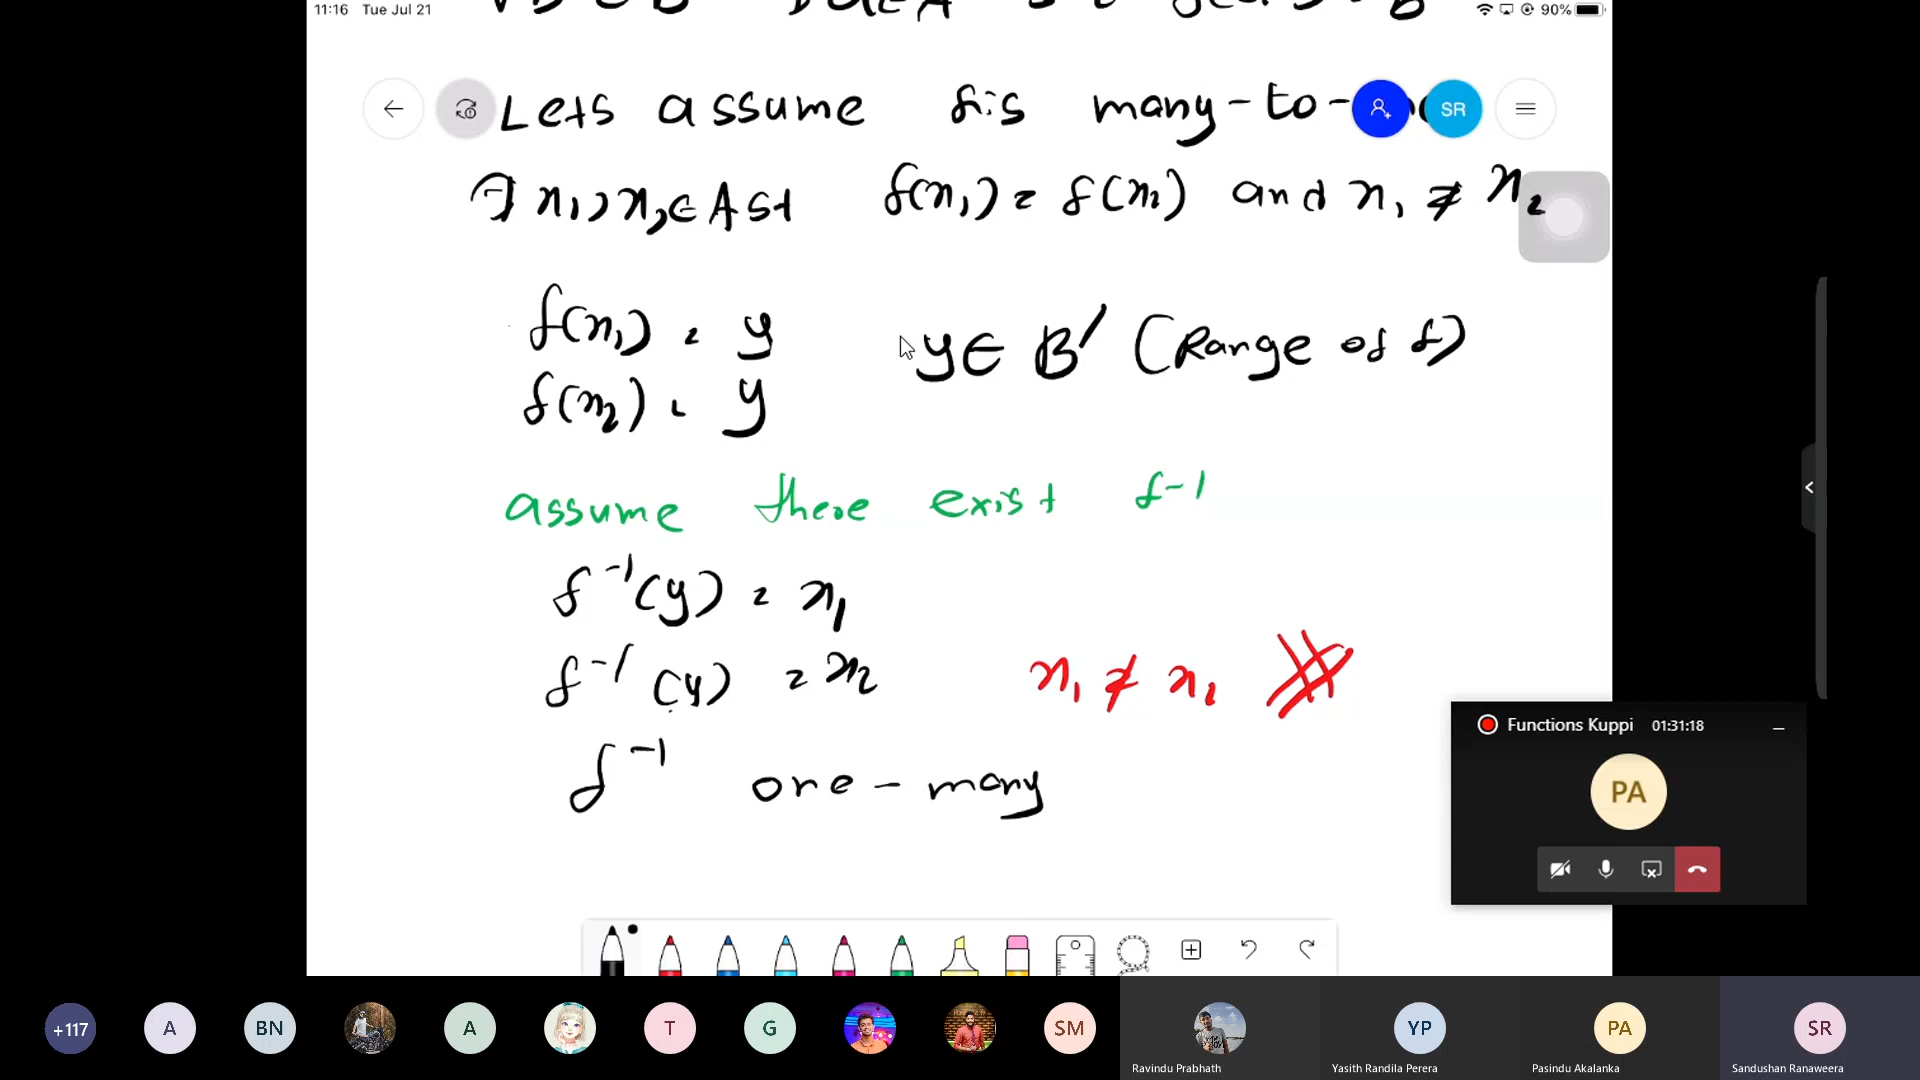 11:16 Tue Jul 21
90%
Lets assume f is many-to-
SR
∃ x₁, x₂ ∈ A st f(x₁) = f(x₂) and x₁ ≠ x₂
f(x₁) = y
y ∈ B′ (Range of f)
f(x₂) = y
assume there exist f⁻¹
f⁻¹(y) = x₁
f⁻¹(y) = x₂
x₁ ≠ x₂
f⁻¹ one - many
Functions Kuppi 01:31:18
PA
+117
A
BN
A
T
G
SM
YP
PA
SR
Ravindu Prabhath
Yasith Randila Perera
Pasindu Akalanka
Sandushan Ranaweera